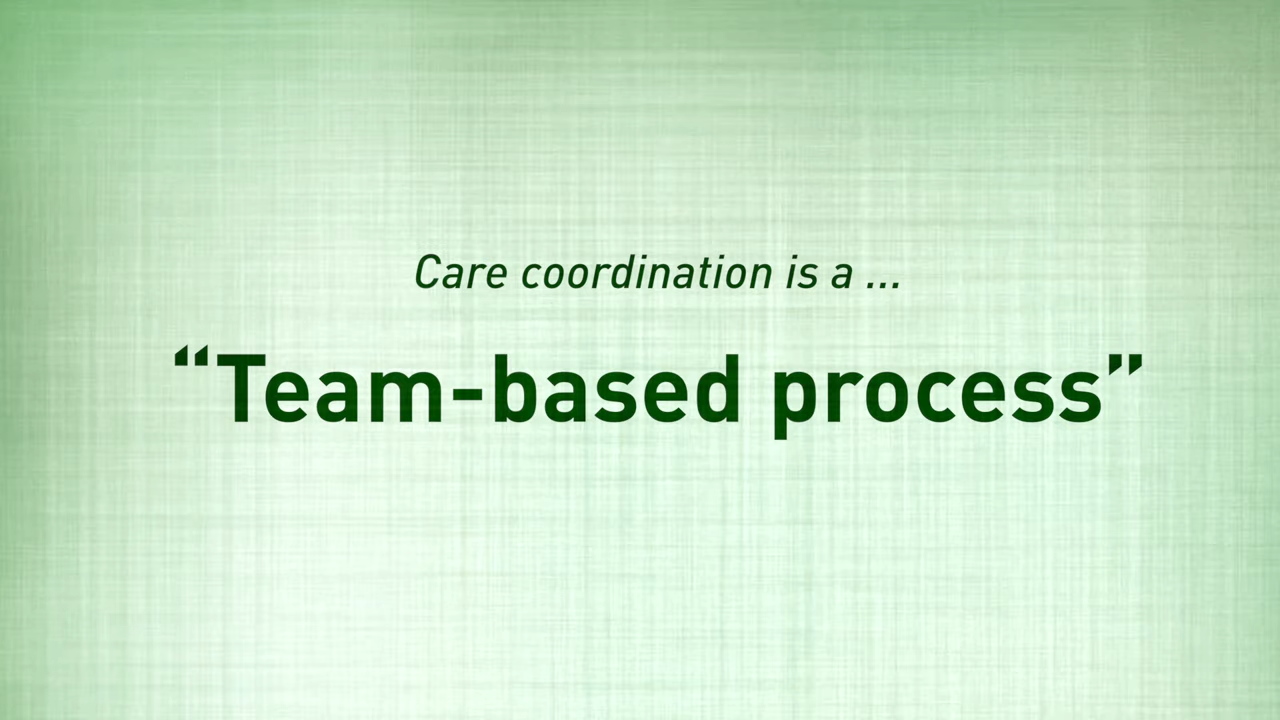 Care coordination is a ...
“Team-based process”